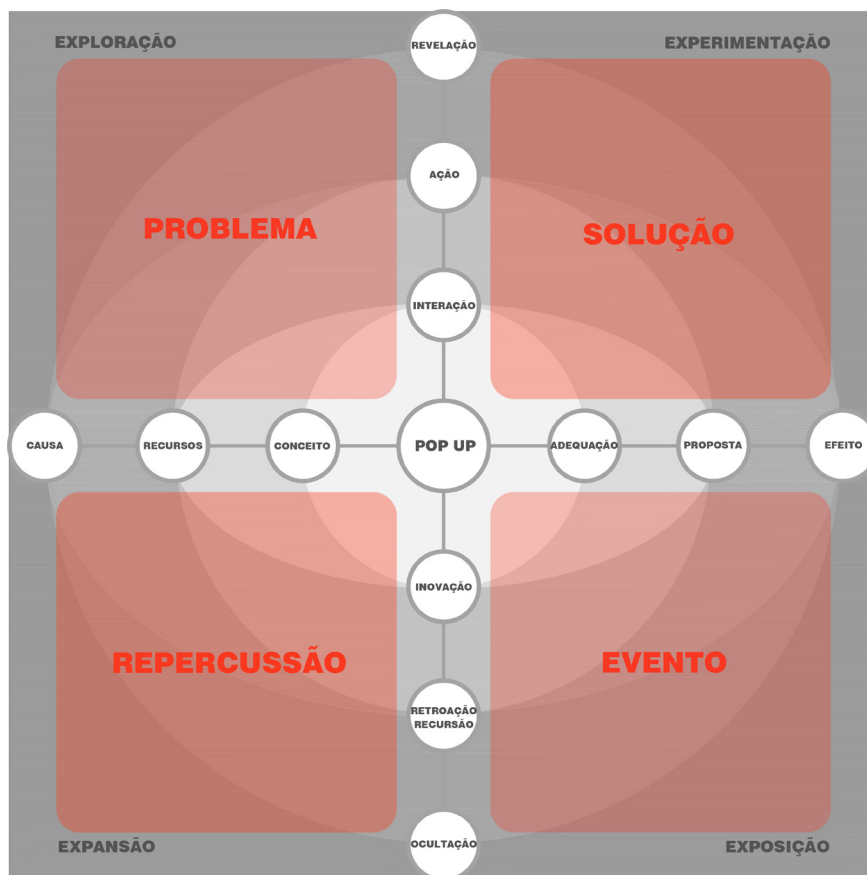 EXPLORAÇÃO
REVELAÇÃO
EXPERIMENTAÇÃO
AÇÃO
PROBLEMA
SOLUÇÃO
INTERAÇÃO
CAUSA
RECURSOS
CONCEITO
POP UP
ADEQUAÇÃO
PROPOSTA
EFEITO
INOVAÇÃO
REPERCUSSÃO
EVENTO
RETROAÇÃO
RECURSÃO
EXPANSÃO
OCULTAÇÃO
EXPOSIÇÃO